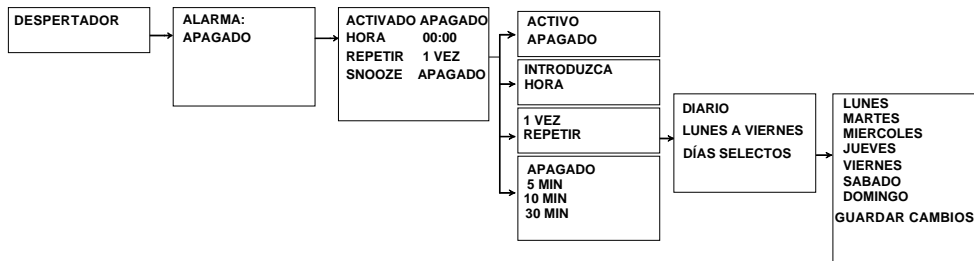 DESPERTADOR
ALARMA:
APAGADO
ACTIVADO APAGADO
HORA 00:00
REPETIR 1 VEZ
SNOOZE APAGADO
ACTIVO
APAGADO
INTRODUZCA
HORA
1 VEZ
REPETIR
APAGADO
5 MIN
10 MIN
30 MIN
DIARIO
LUNES A VIERNES
DÍAS SELECTOS
LUNES
MARTES
MIERCOLES
JUEVES
VIERNES
SABADO
DOMINGO
GUARDAR CAMBIOS